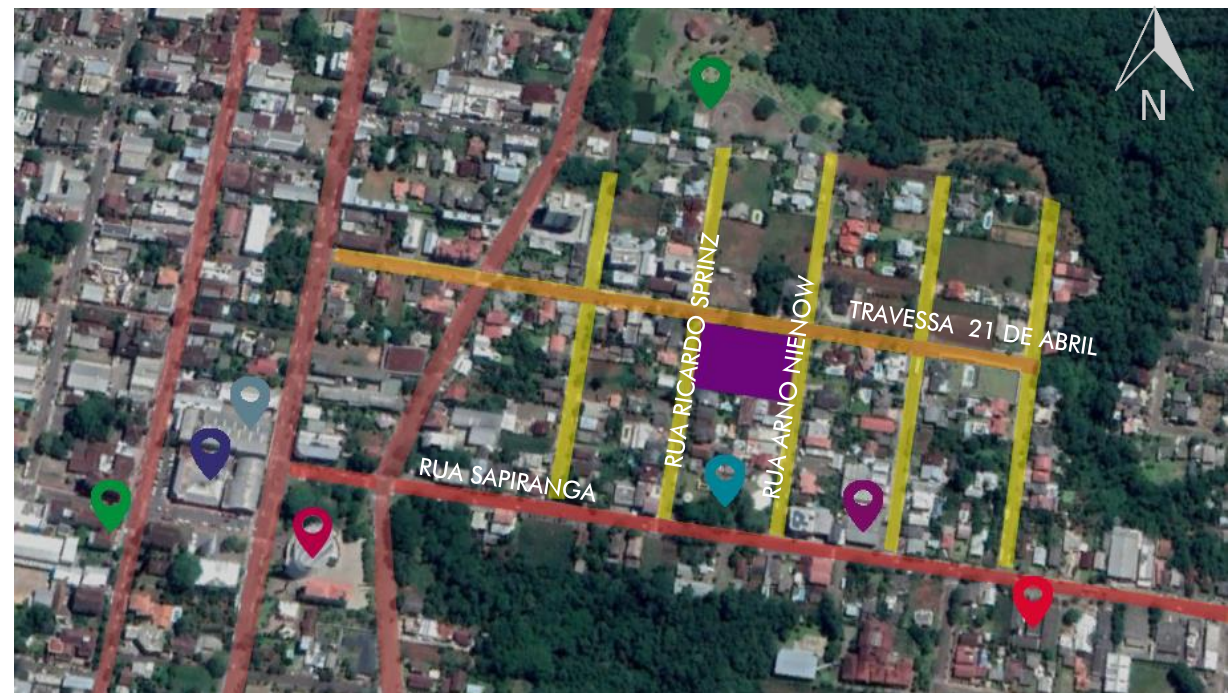 N
RUA RICARDO SPRINZ
RUA ARNO NIENOW
TRAVESSA 21 DE ABRIL
RUA SAPIRANGA